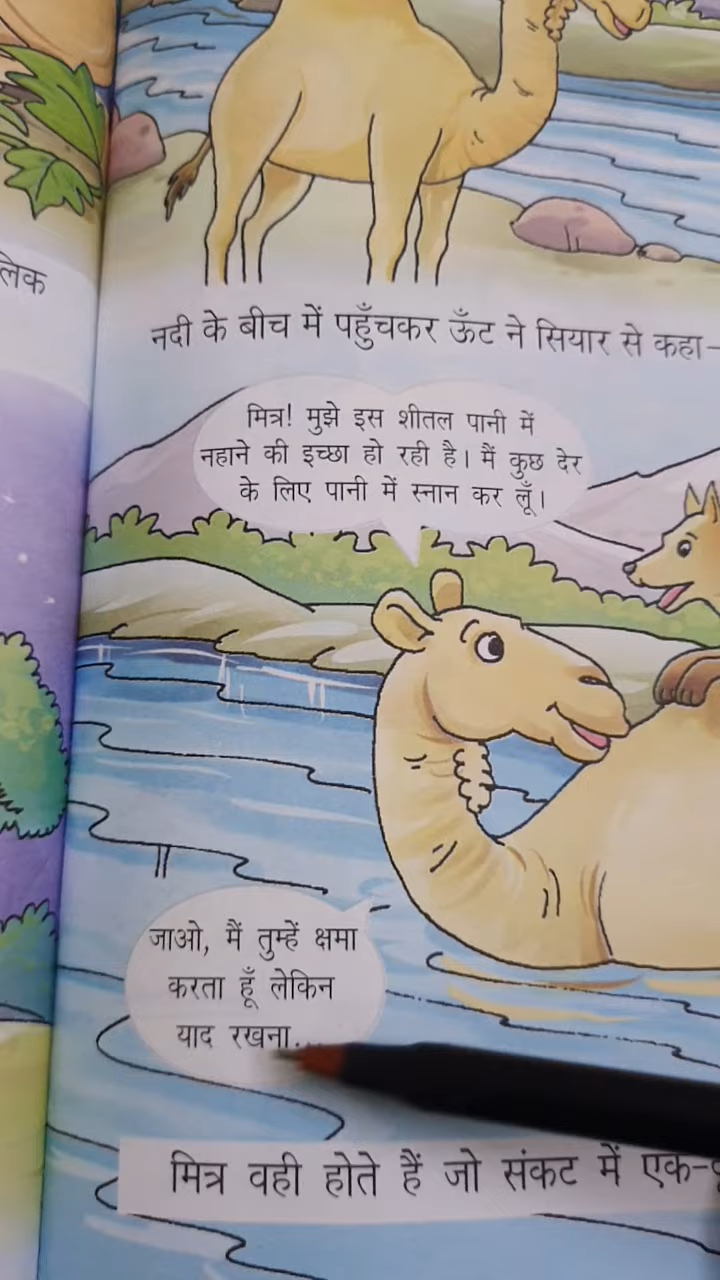 लिक
नदी के बीच में पहुँचकर ऊँट ने सियार से कहा–
मित्र! मुझे इस शीतल पानी में
नहाने की इच्छा हो रही है। मैं कुछ देर
के लिए पानी में स्नान कर लूँ।
जाओ, मैं तुम्हें क्षमा
करता हूँ लेकिन
याद रखना...
मित्र वही होते हैं जो संकट में एक-